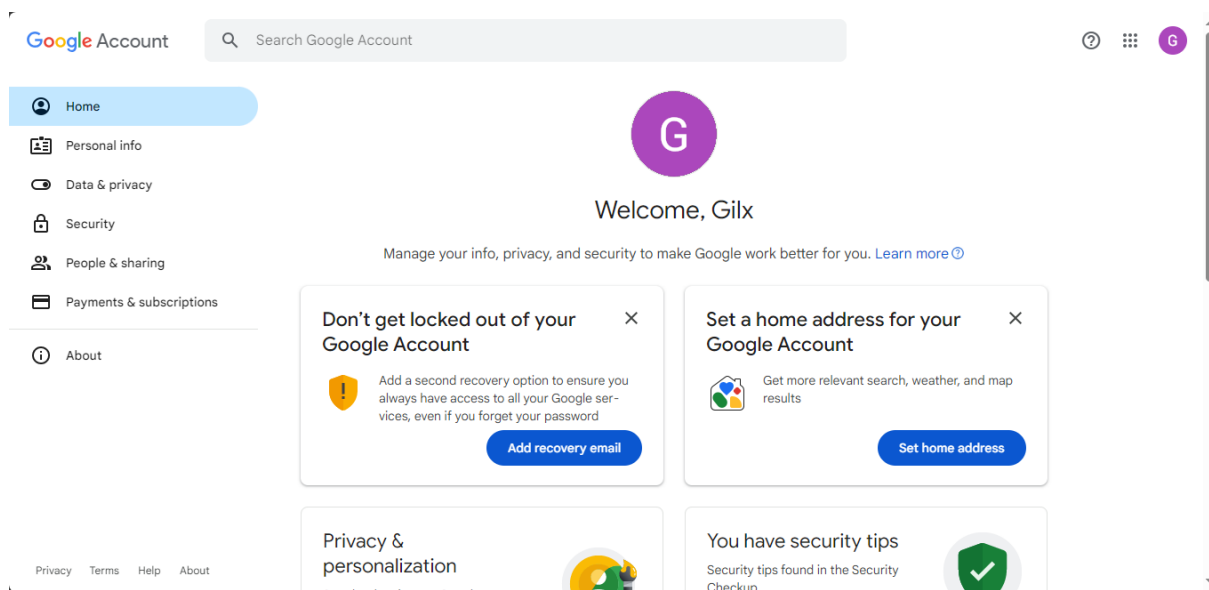 Google Account
Search Google Account
G
Home
Personal info
Data & privacy
Security
People & sharing
Payments & subscriptions
About
G
Welcome, Gilx
Manage your info, privacy, and security to make Google work better for you. Learn more
Don't get locked out of your
Google Account
Add a second recovery option to ensure you
always have access to all your Google ser-
vices, even if you forget your password
Add recovery email
Set a home address for your
Google Account
Get more relevant search, weather, and map
results
Set home address
Privacy &
personalization
You have security tips
Security tips found in the Security
Checkup
Privacy Terms Help About